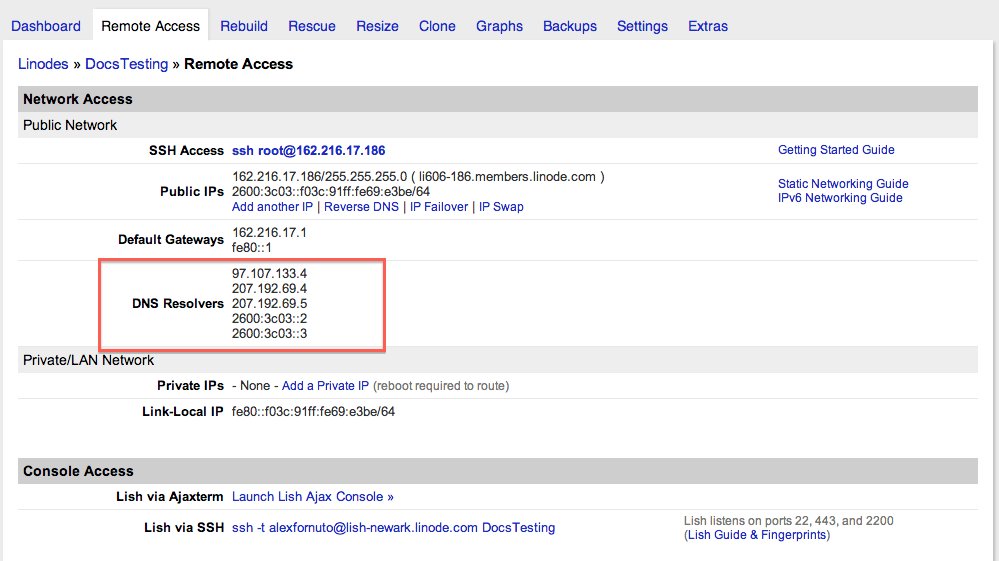 Dashboard Remote Access Rebuild Rescue Resize Clone Graphs Backups Settings Extras
Linodes » DocsTesting » Remote Access
Network Access
Public Network
SSH Access ssh root@162.216.17.186 Getting Started Guide
Public IPs 162.216.17.186/255.255.255.0 ( li606-186.members.linode.com )
2600:3c03::f03c:91ff:fe69:e3be/64
Add another IP | Reverse DNS | IP Failover | IP Swap
Static Networking Guide
IPv6 Networking Guide
Default Gateways 162.216.17.1
fe80::1
DNS Resolvers 97.107.133.4
207.192.69.4
207.192.69.5
2600:3c03::2
2600:3c03::3
Private/LAN Network
Private IPs - None - Add a Private IP (reboot required to route)
Link-Local IP fe80::f03c:91ff:fe69:e3be/64
Console Access
Lish via Ajaxterm Launch Lish Ajax Console »
Lish via SSH ssh -t alexfornuto@lish-newark.linode.com DocsTesting
Lish listens on ports 22, 443, and 2200
(Lish Guide & Fingerprints)